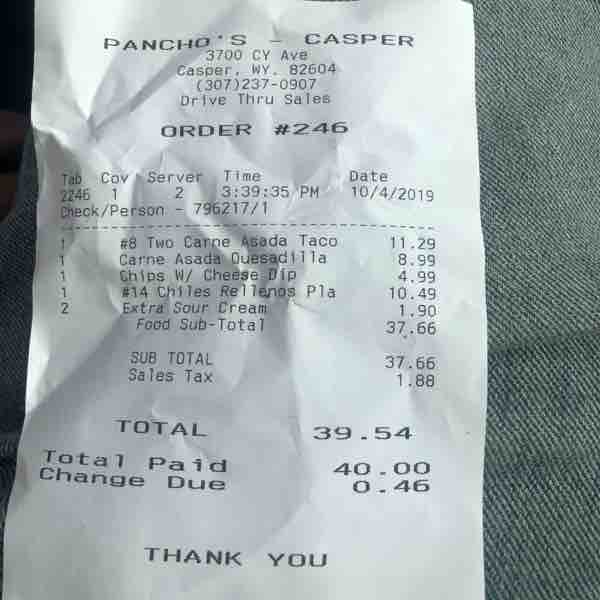 PANCHO'S - CASPER
3700 CY Ave
Casper, WY. 82604
(307)237-0907
Drive Thru Sales
ORDER #246
Tab Cov Server Time Date
2246 1 2 3:39:35 PM 10/4/2019
Check/Person - 796217/1
1 #8 Two Carne Asada Taco 11.29
1 Carne Asada Quesadilla 8.99
1 Chips W/ Cheese Dip 4.99
1 #14 Chiles Rellenos Pla 10.49
2 Extra Sour Cream 1.90
Food Sub-Total 37.66
SUB TOTAL 37.66
Sales Tax 1.88
TOTAL 39.54
Total Paid 40.00
Change Due 0.46
THANK YOU